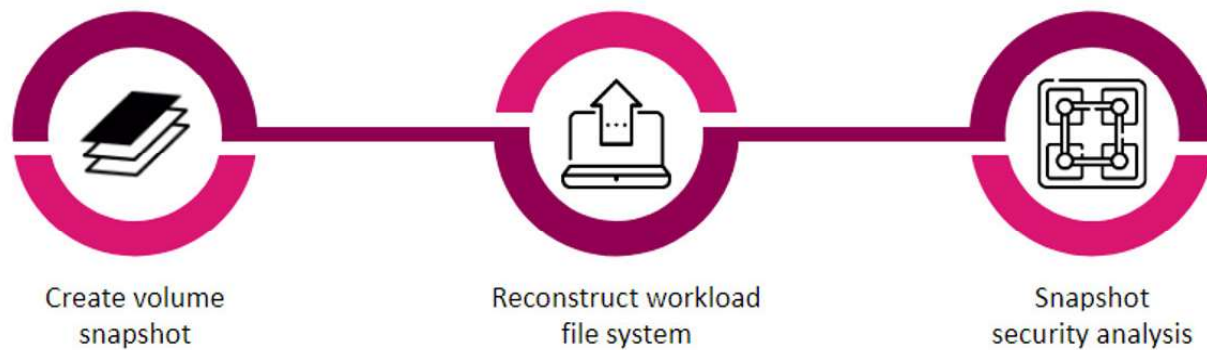 Create volume
snapshot
Reconstruct workload
file system
Snapshot
security analysis